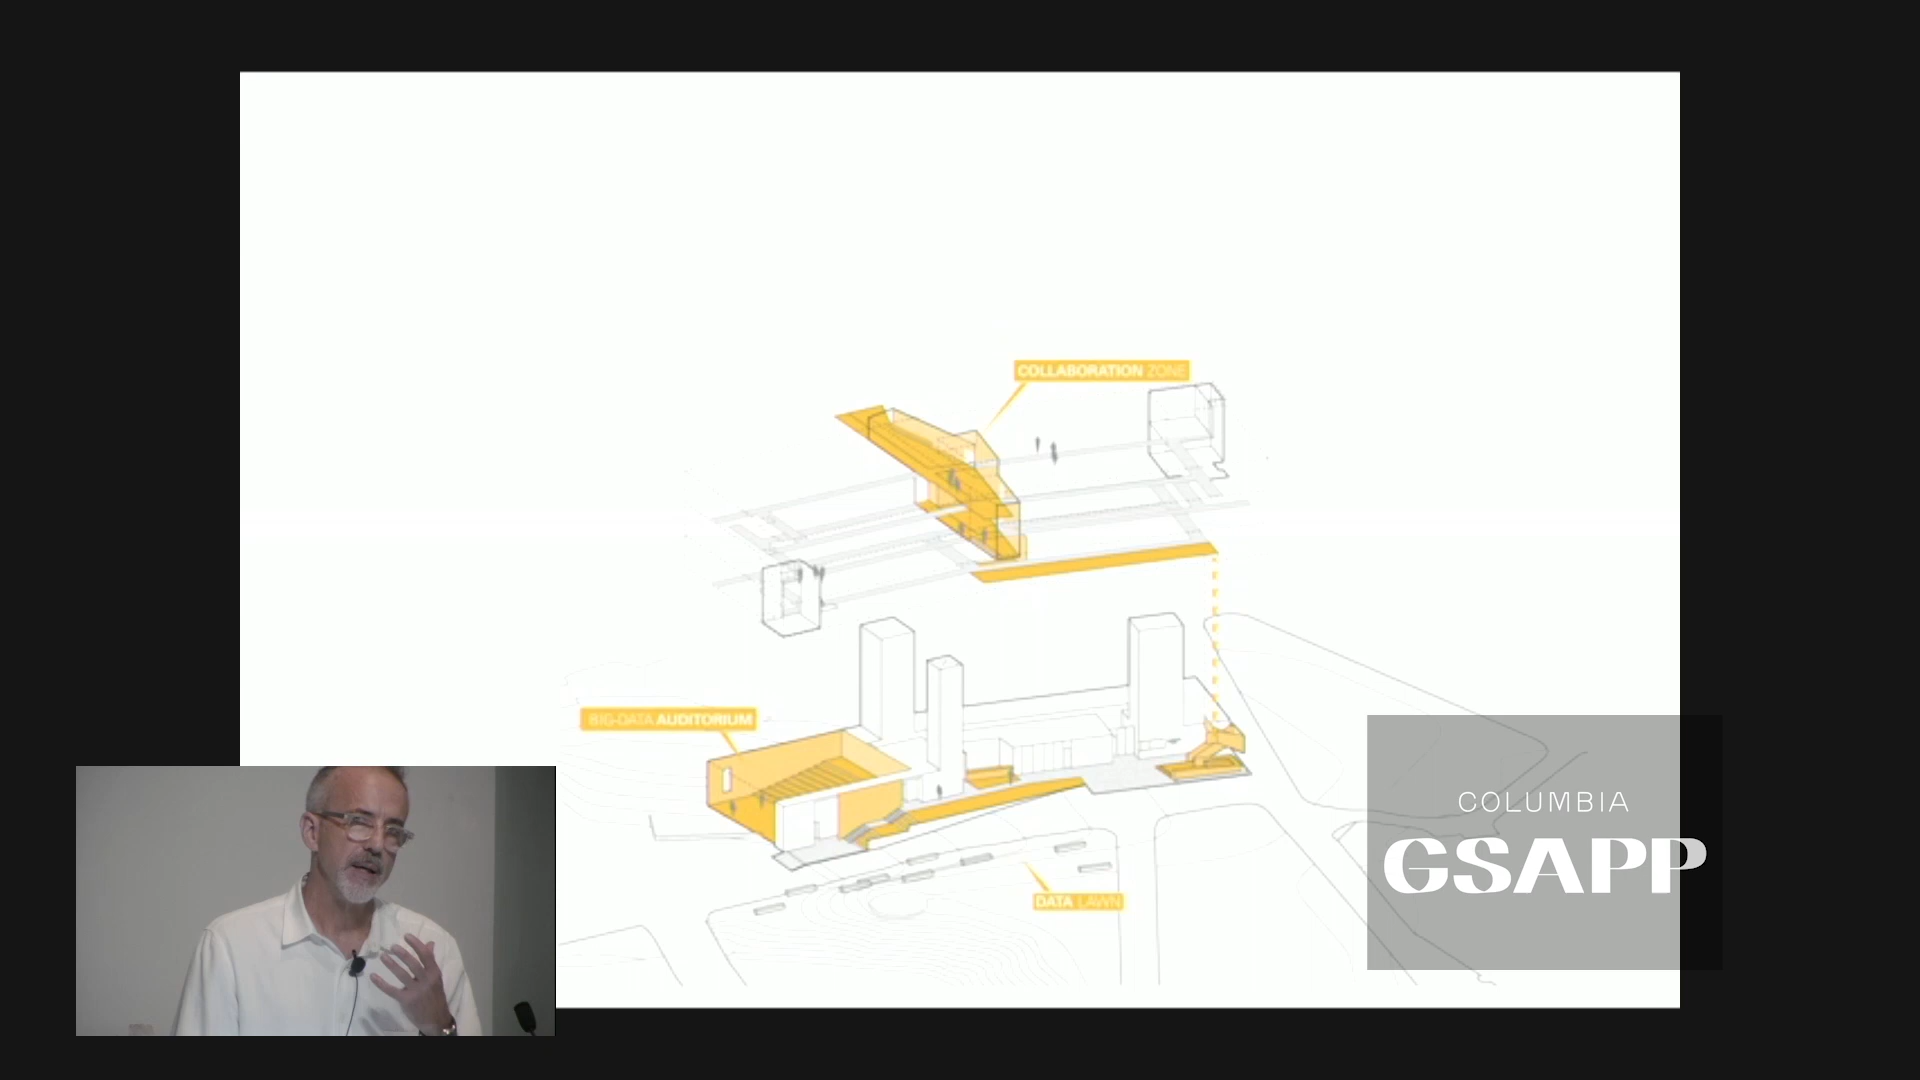 COLLABORATION ZONE
BIG-DATA AUDITORIUM
DATA LAWN
COLUMBIA
GSAPP